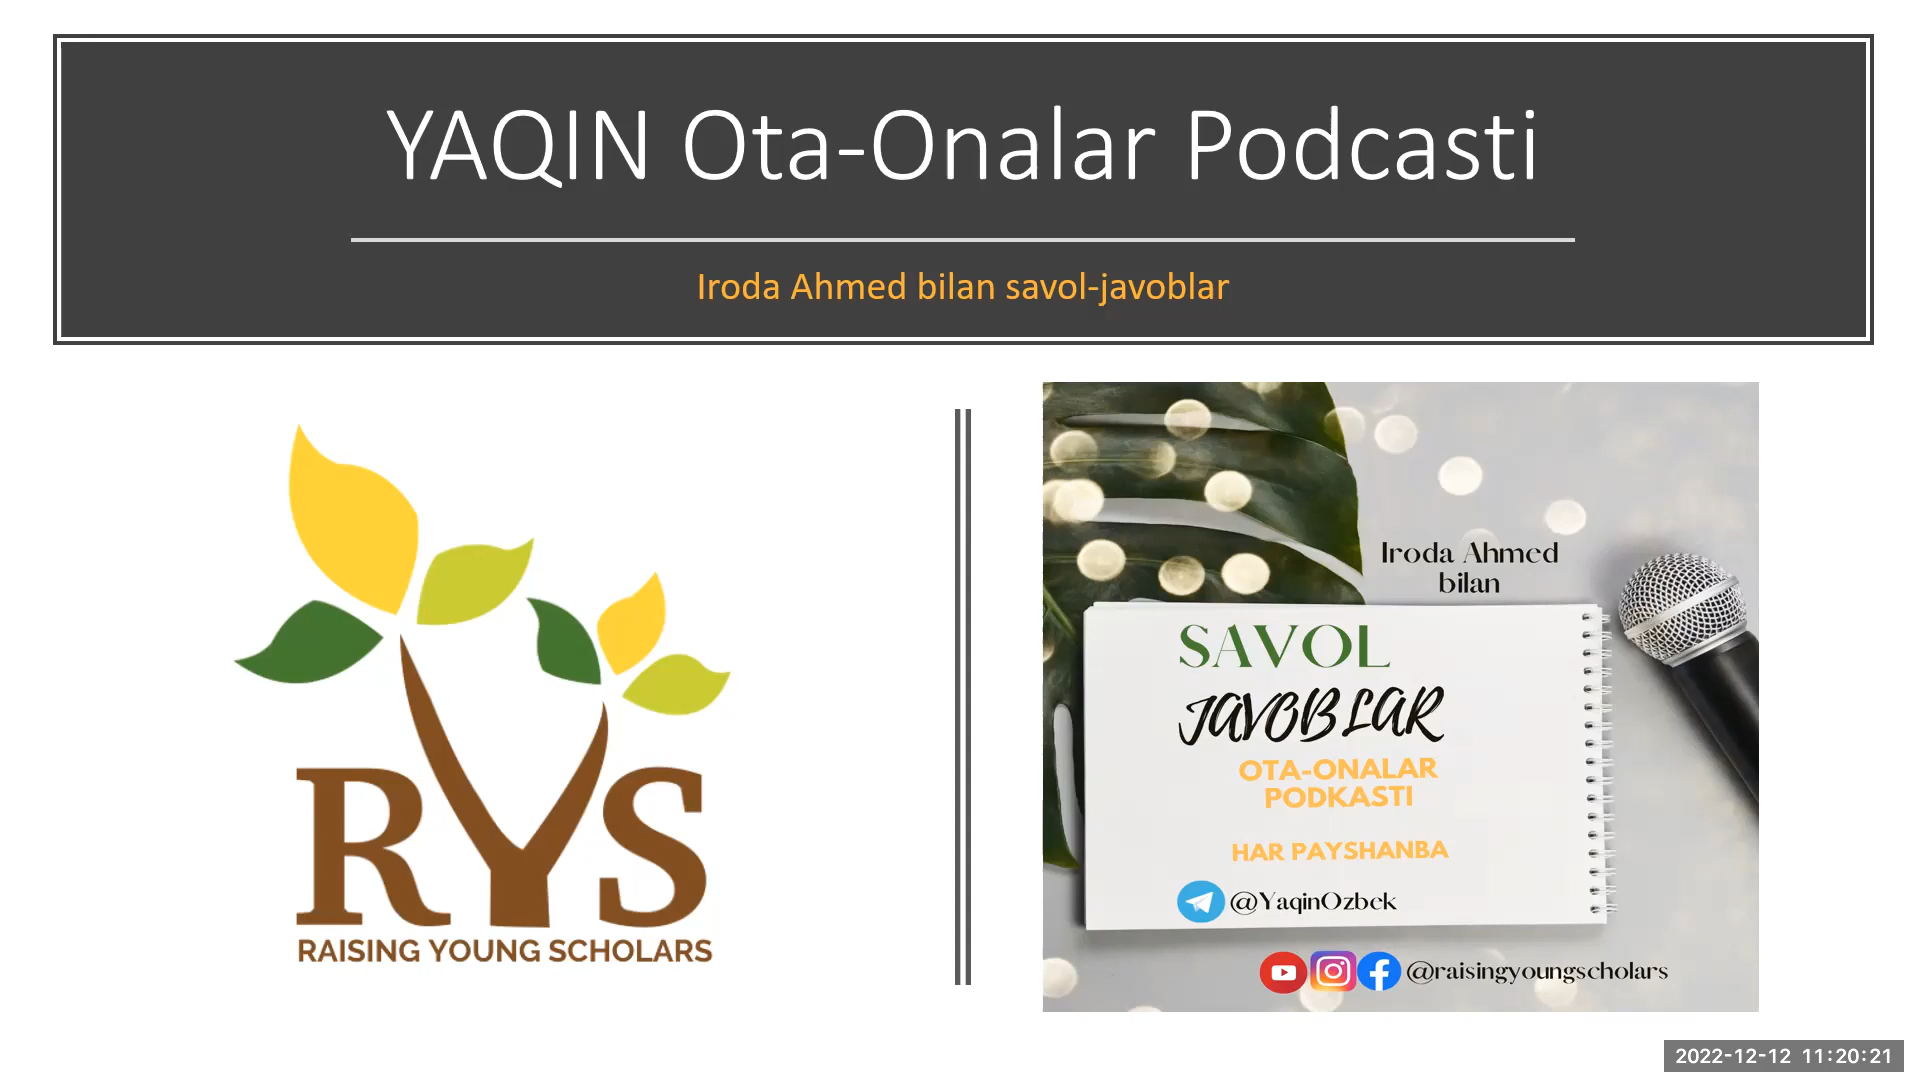 YAQIN Ota-Onalar Podcasti
Iroda Ahmed bilan savol-javoblar
RYS
RAISING YOUNG SCHOLARS
Iroda Ahmed
bilan
SAVOL
JAVOBLAR
OTA-ONALAR
PODKASTI
HAR PAYSHANBA
@YaqinOzbek
@raisingyoungscholars
2022-12-12 11:20:21